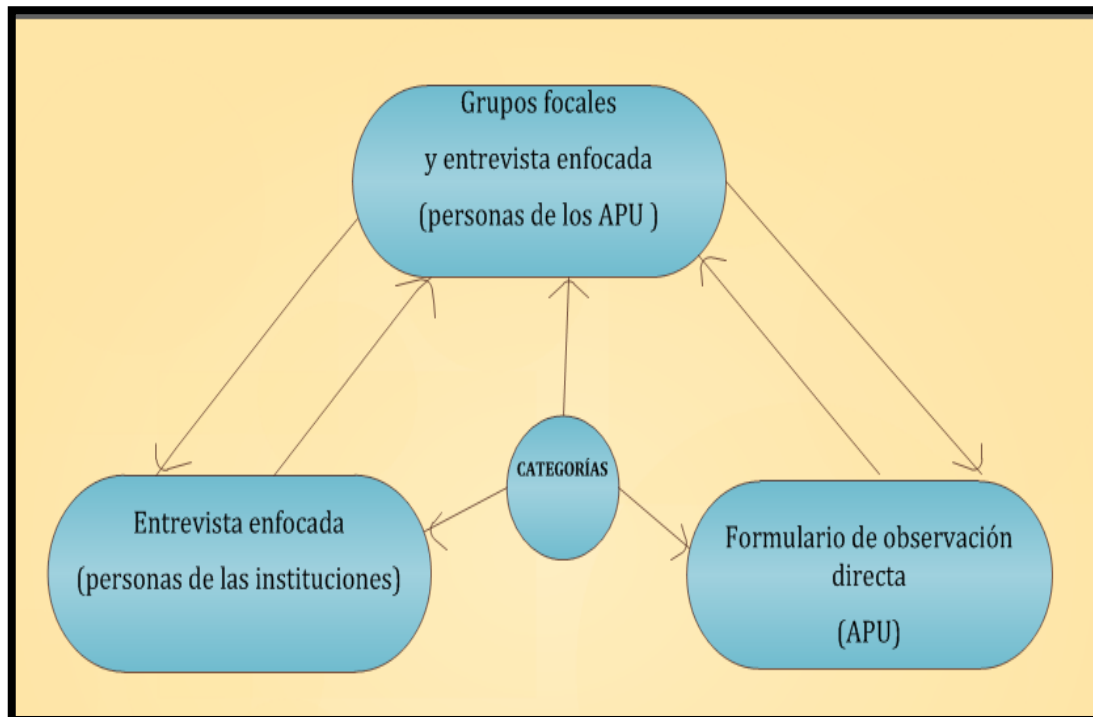 Grupos focales
y entrevista enfocada
(personas de los APU )
CATEGORÍAS
Entrevista enfocada
(personas de las instituciones)
Formulario de observación
directa
(APU)